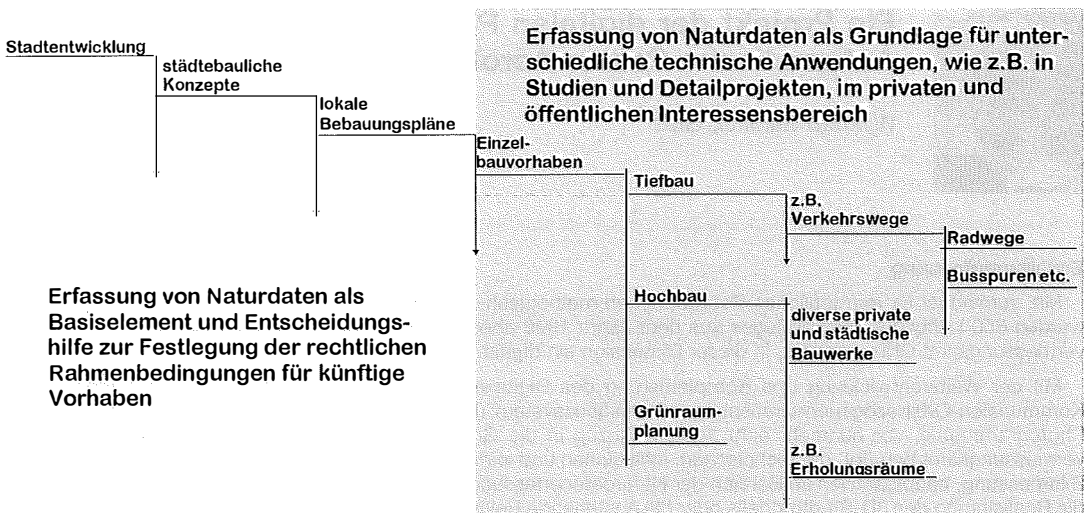 Stadtentwicklung
städtebauliche
Konzepte
lokale
Bebauungspläne
Erfassung von Naturdaten als Grundlage für unter-
schiedliche technische Anwendungen, wie z.B. in
Studien und Detailprojekten, im privaten und
öffentlichen Interessensbereich
Einzel-
bauvorhaben
Tiefbau
z.B.
Verkehrswege
Radwege
Busspuren etc.
Hochbau
diverse private
und städtische
Bauwerke
Grünraum-
planung
z.B.
Erholungsräume
Erfassung von Naturdaten als
Basiselement und Entscheidungs-
hilfe zur Festlegung der rechtlichen
Rahmenbedingungen für künftige
Vorhaben